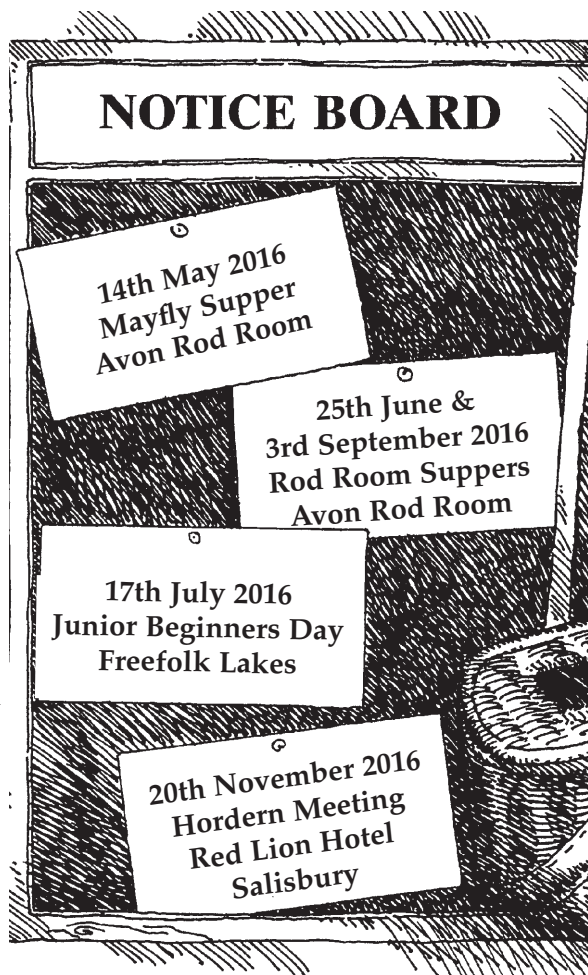 NOTICE BOARD
14th May 2016
Mayfly Supper
Avon Rod Room
25th June &
3rd September 2016
Rod Room Suppers
Avon Rod Room
17th July 2016
Junior Beginners Day
Freefolk Lakes
20th November 2016
Hordern Meeting
Red Lion Hotel
Salisbury